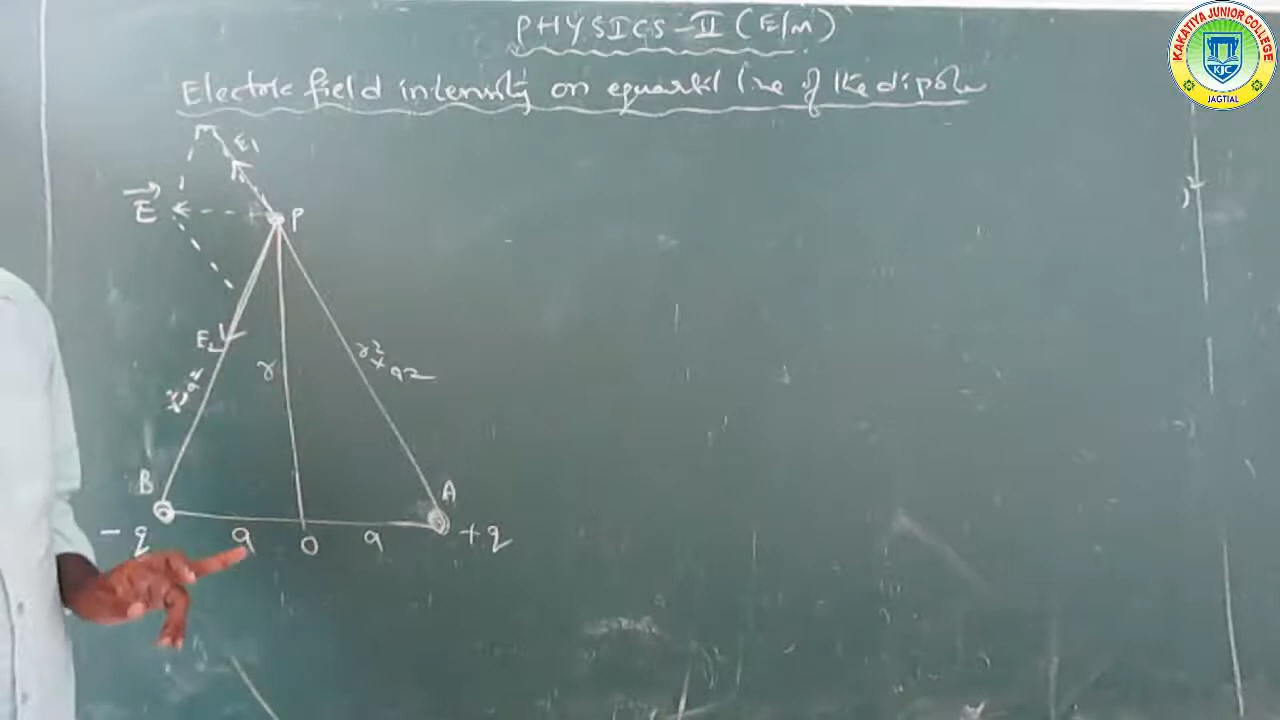 PHYSICS-II (E/M)
Electric field intensity on equartil line of the dipole
KAKATIYA JUNIOR COLLEGE
KJC
JAGTIAL
E1
E
P
E2
r
r²+a²
r²+a²
B
A
-q
a
O
a
+q